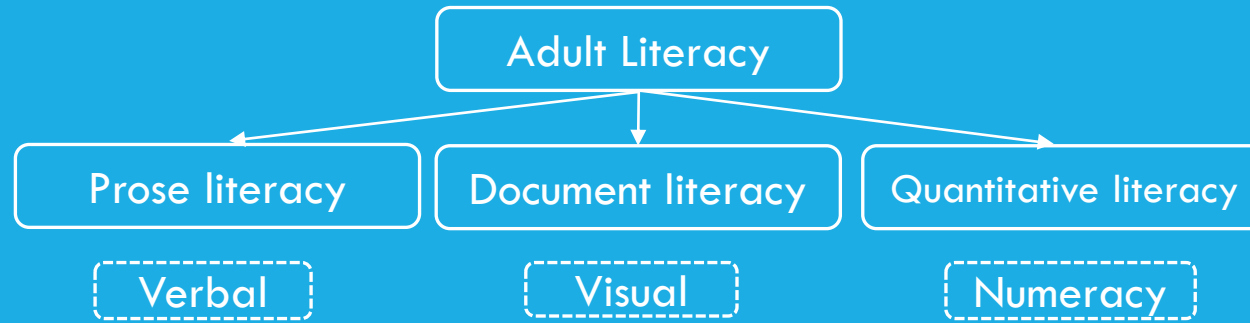 Adult Literacy
Prose literacy
Document literacy
Quantitative literacy
Verbal
Visual
Numeracy